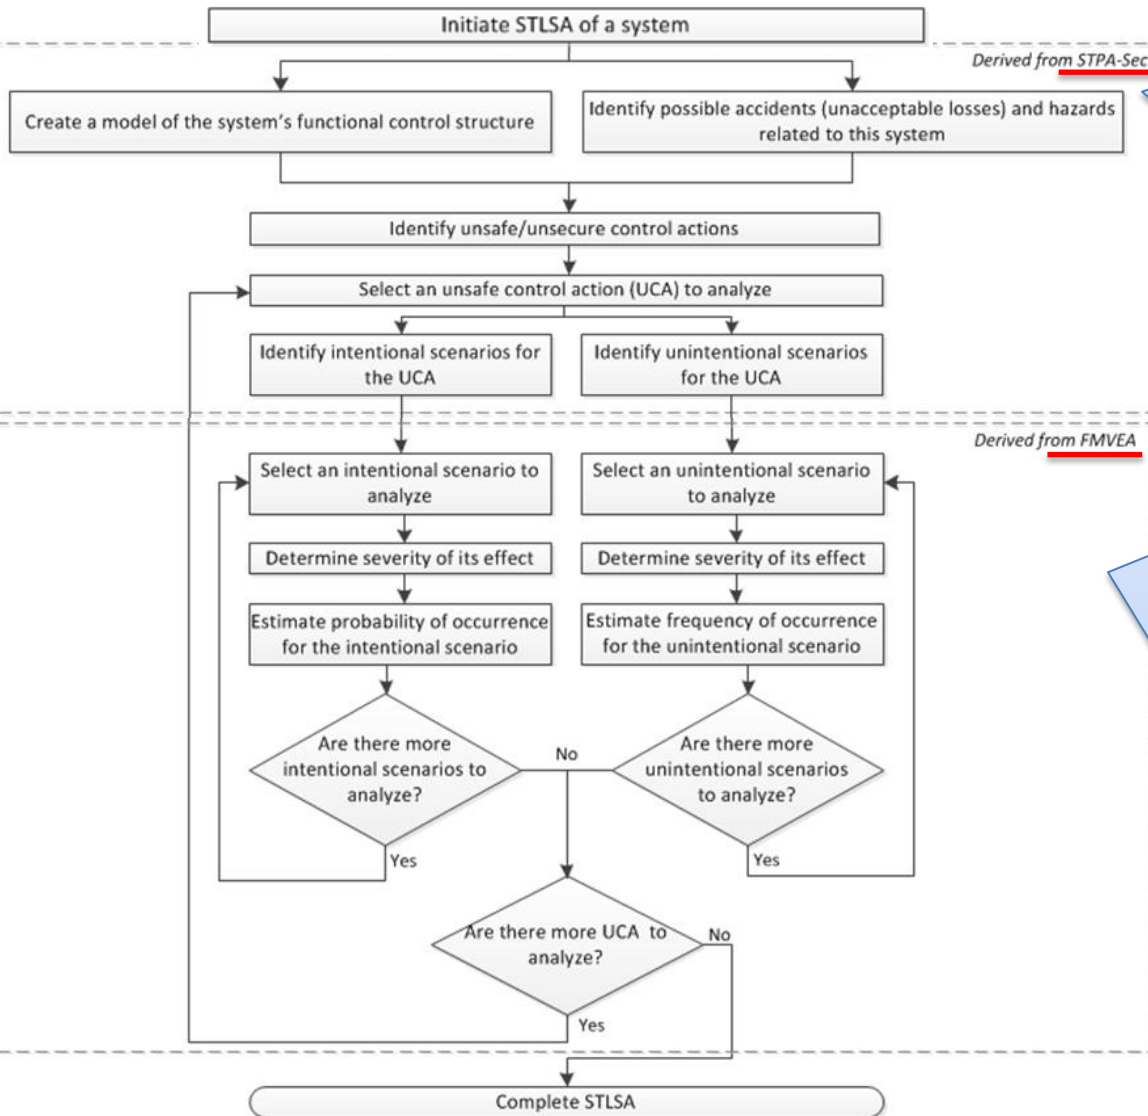 Initiate STLSA of a system
Derived from STPA-Sec
Create a model of the system's functional control structure
Identify possible accidents (unacceptable losses) and hazards
related to this system
Identify unsafe/unsecure control actions
Select an unsafe control action (UCA) to analyze
Identify intentional scenarios for
the UCA
Identify unintentional scenarios
for the UCA
Derived from FMVEA
Select an intentional scenario to
analyze
Select an unintentional scenario
to analyze
Determine severity of its effect
Determine severity of its effect
Estimate probability of occurrence
for the intentional scenario
Estimate frequency of occurrence
for the unintentional scenario
Are there more
intentional scenarios to
analyze?
No
Are there more
unintentional scenarios
to analyze?
Yes
Yes
Are there more UCA to
analyze?
No
Yes
Complete STLSA